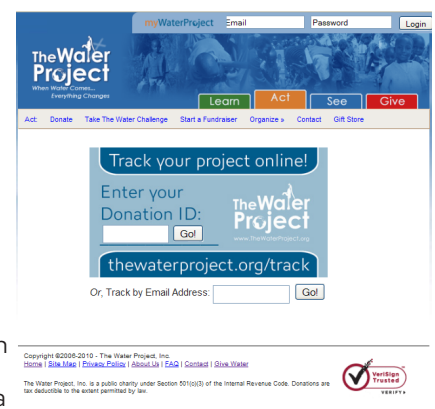 myWaterProject Email Password Login
The Water
Project
When Water Comes...
Everything Changes
Learn Act See Give
Act: Donate Take The Water Challenge Start a Fundraiser Organize » Contact Gift Store
Track your project online!
Enter your
Donation ID:
Go!
The Water
Project
www.TheWaterProject.org
thewaterproject.org/track
Or, Track by Email Address: Go!
n
Copyright ©2006-2010 - The Water Project, Inc.
Home | Site Map | Privacy Policy | About Us | FAQ | Contact | Give Water
The Water Project, Inc. is a public charity under Section 501(c)(3) of the Internal Revenue Code. Donations are
tax deductible to the extent permitted by law.
a
VeriSign
Trusted
VERIFY▸